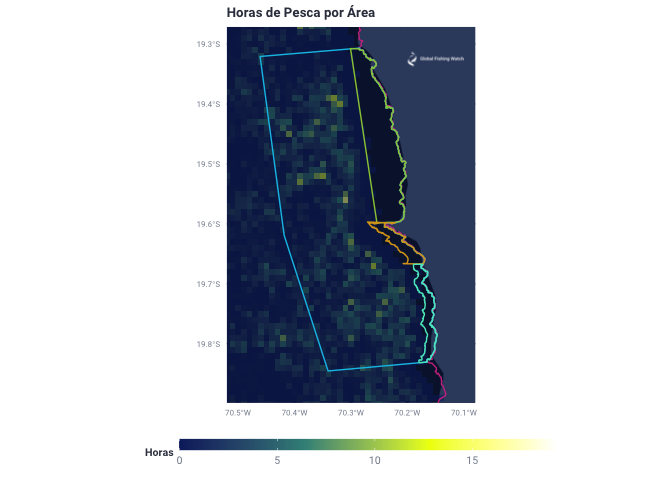 Horas de Pesca por Área
Global Fishing Watch
19.3°S
19.4°S
19.5°S
19.6°S
19.7°S
19.8°S
70.5°W 70.4°W 70.3°W 70.2°W 70.1°W
Horas
0 5 10 15